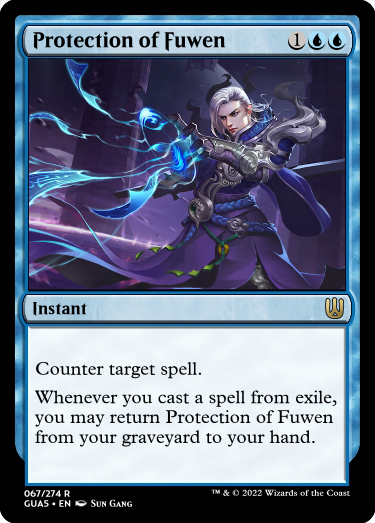 Protection of Fuwen 1
Instant
Counter target spell.
Whenever you cast a spell from exile,
you may return Protection of Fuwen
from your graveyard to your hand.
067/274 R
GUA5 • EN Sun Gang
™ & © 2022 Wizards of the Coast